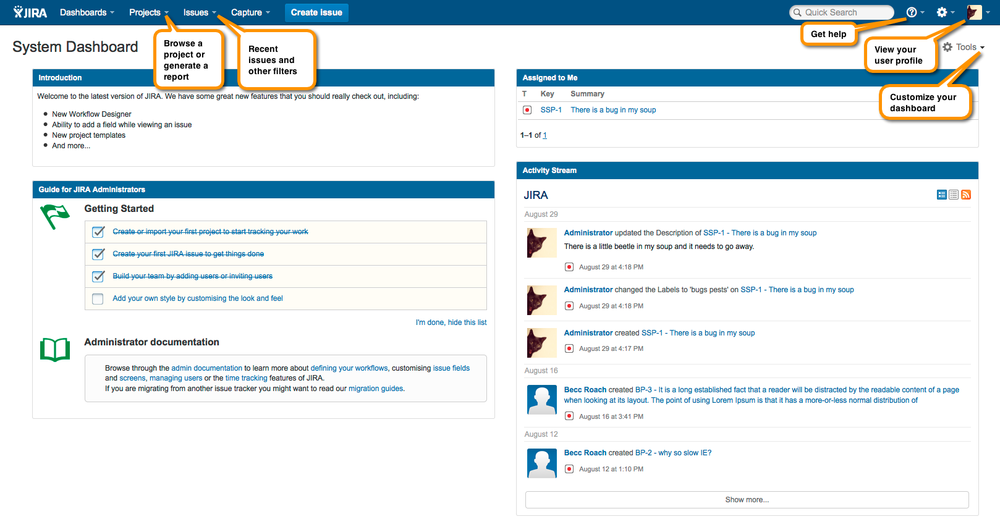 JIRA Dashboards Projects Issues Capture Create issue Quick Search
Get help
System Dashboard
Browse a
project or
generate a
report
Recent
issues and
other filters
View your
user profile
Tools
Customize your
dashboard
Introduction
Welcome to the latest version of JIRA. We have some great new features that you should really check out, including:
New Workflow Designer
Ability to add a field while viewing an issue
New project templates
And more...
Guide for JIRA Administrators
Getting Started
Create or import your first project to start tracking your work
Create your first JIRA issue to get things done
Build your team by adding users or inviting users
Add your own style by customising the look and feel
I'm done, hide this list
Administrator documentation
Browse through the admin documentation to learn more about defining your workflows, customising issue fields
and screens, managing users or the time tracking features of JIRA.
If you are migrating from another issue tracker you might want to read our migration guides.
Assigned to Me
T Key Summary
SSP-1 There is a bug in my soup
1–1 of 1
Activity Stream
JIRA
August 29
Administrator updated the Description of SSP-1 - There is a bug in my soup
There is a little beetle in my soup and it needs to go away.
August 29 at 4:18 PM
Administrator changed the Labels to 'bugs pests' on SSP-1 - There is a bug in my soup
August 29 at 4:18 PM
Administrator created SSP-1 - There is a bug in my soup
August 29 at 4:17 PM
August 16
Becc Roach created BP-3 - It is a long established fact that a reader will be distracted by the readable content of a page
when looking at its layout. The point of using Lorem Ipsum is that it has a more-or-less normal distribution of
August 16 at 3:41 PM
August 12
Becc Roach created BP-2 - why so slow IE?
August 12 at 1:10 PM
Show more...